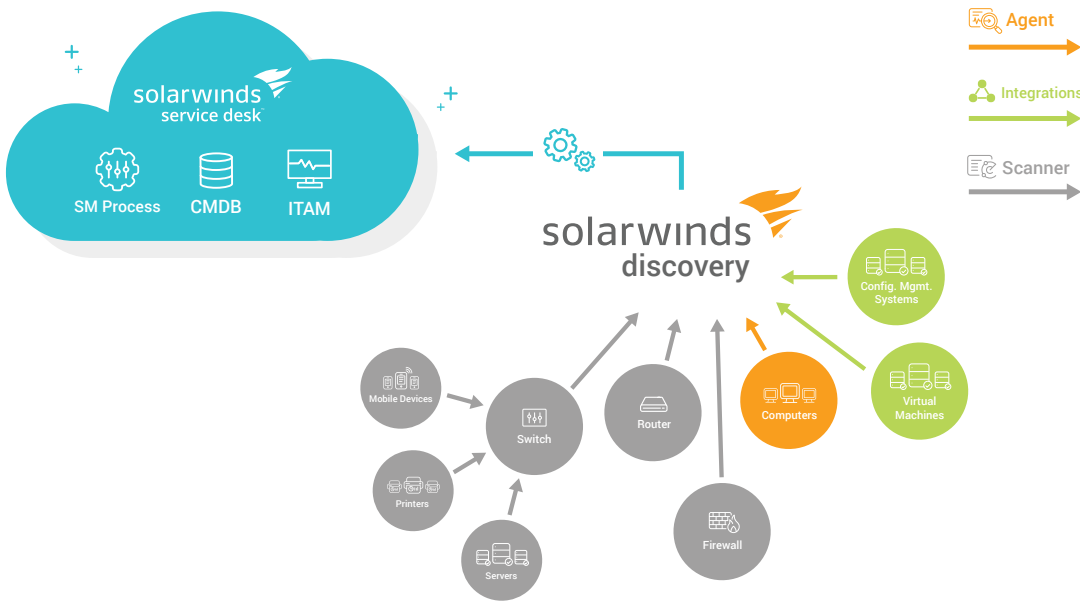 solarwinds
service desk
SM Process
CMDB
ITAM
Agent
Integrations
Scanner
solarwinds
discovery
Config. Mgmt.
Systems
Virtual
Machines
Computers
Router
Firewall
Switch
Mobile Devices
Printers
Servers